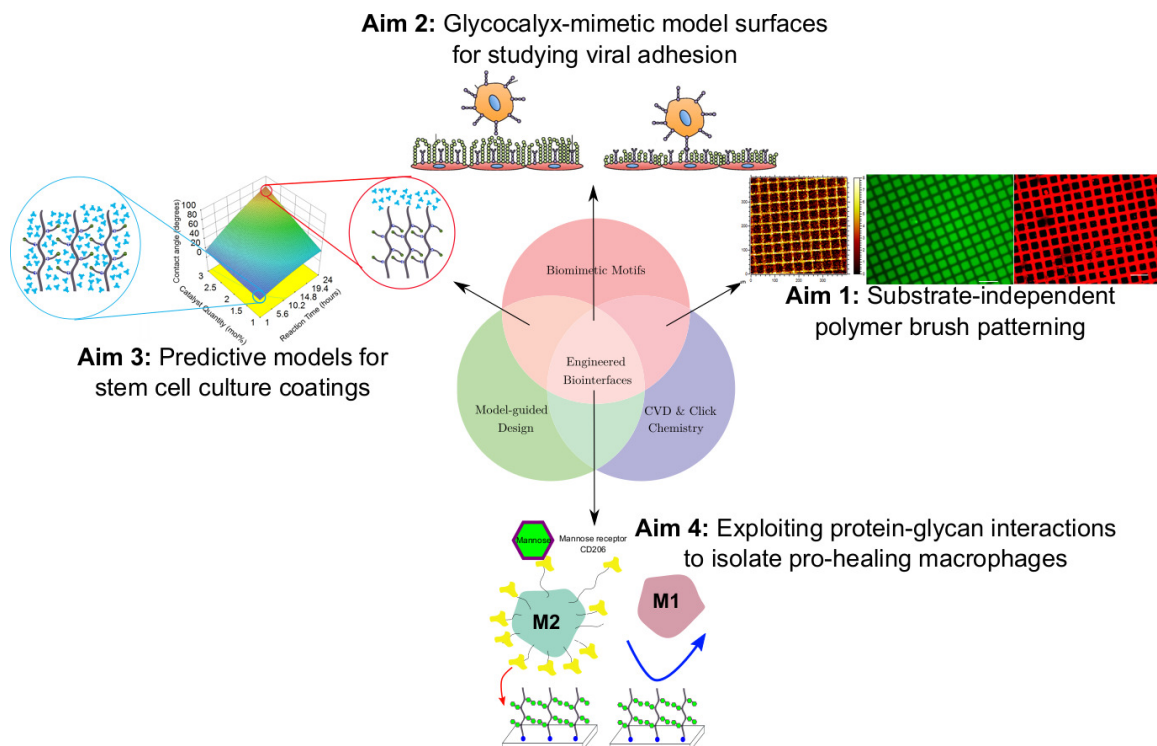 Aim 2: Glycocalyx-mimetic model surfaces
for studying viral adhesion
Contact angle (degrees)
100
80
60
40
20
0
3
2.5
2
1.5
1
Catalyst Quantity (mol%)
24
19.4
14.8
10.2
5.6
1
Reaction Time (hours)
Aim 3: Predictive models for
stem cell culture coatings
Aim 1: Substrate-independent
polymer brush patterning
Biomimetic Motifs
Engineered
Biointerfaces
Model-guided
Design
CVD & Click
Chemistry
Aim 4: Exploiting protein-glycan interactions
to isolate pro-healing macrophages
Mannose
Mannose receptor
CD206
M2
M1